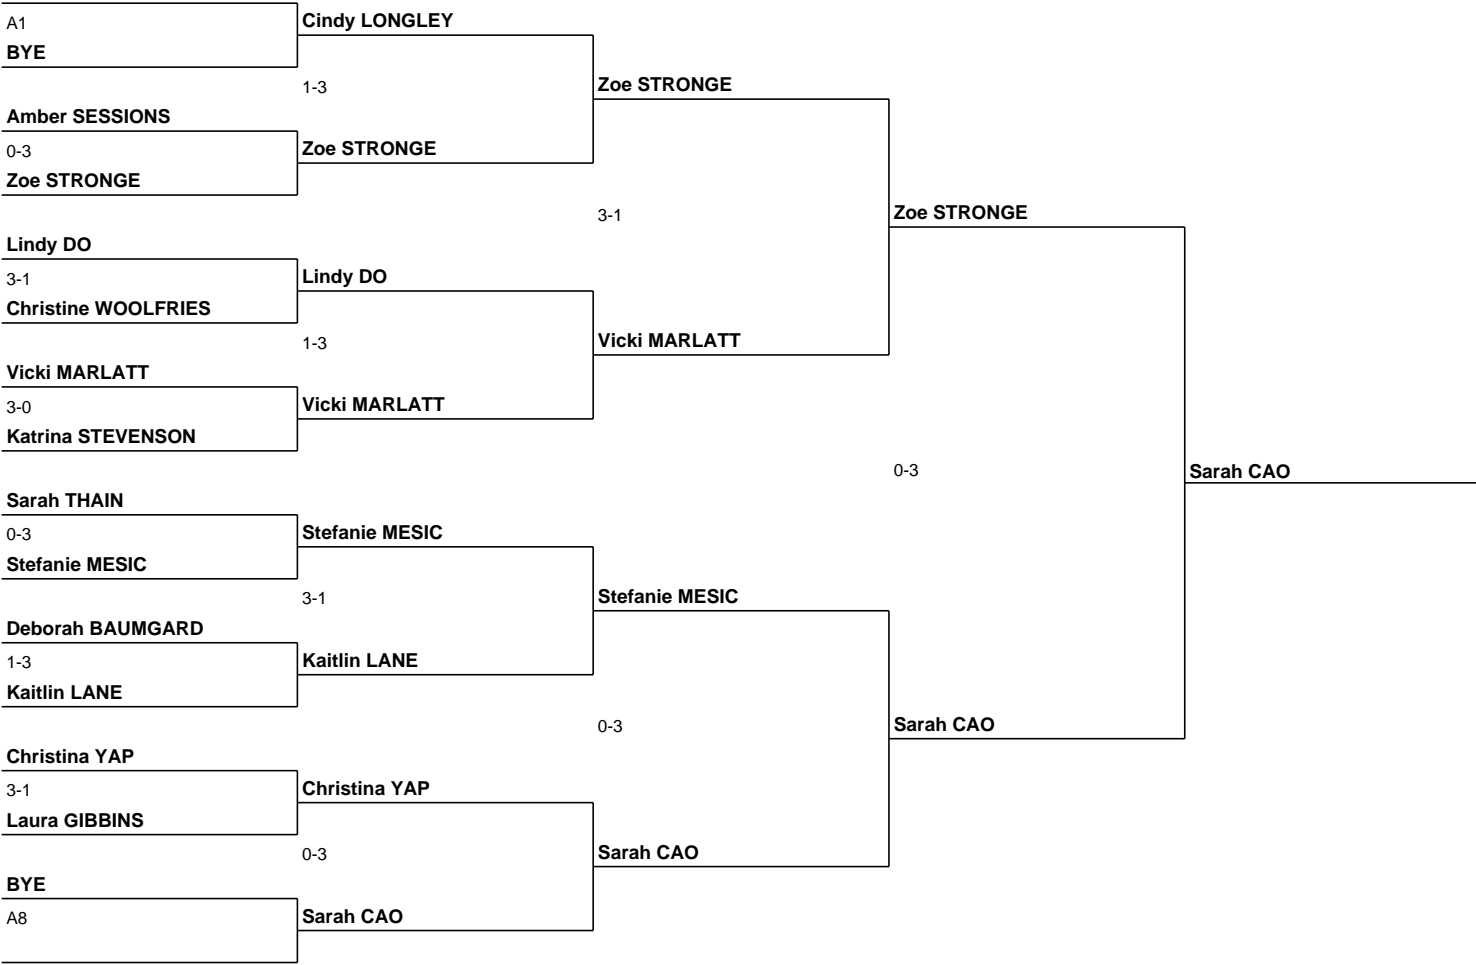 A1
BYE
Amber SESSIONS
0-3
Zoe STRONGE
Lindy DO
3-1
Christine WOOLFRIES
Vicki MARLATT
3-0
Katrina STEVENSON
Sarah THAIN
0-3
Stefanie MESIC
Deborah BAUMGARD
1-3
Kaitlin LANE
Christina YAP
3-1
Laura GIBBINS
BYE
A8
Cindy LONGLEY
1-3
Zoe STRONGE
Lindy DO
1-3
Vicki MARLATT
Stefanie MESIC
3-1
Kaitlin LANE
Christina YAP
0-3
Sarah CAO
Zoe STRONGE
3-1
Vicki MARLATT
Stefanie MESIC
0-3
Sarah CAO
Zoe STRONGE
0-3
Sarah CAO
Sarah CAO